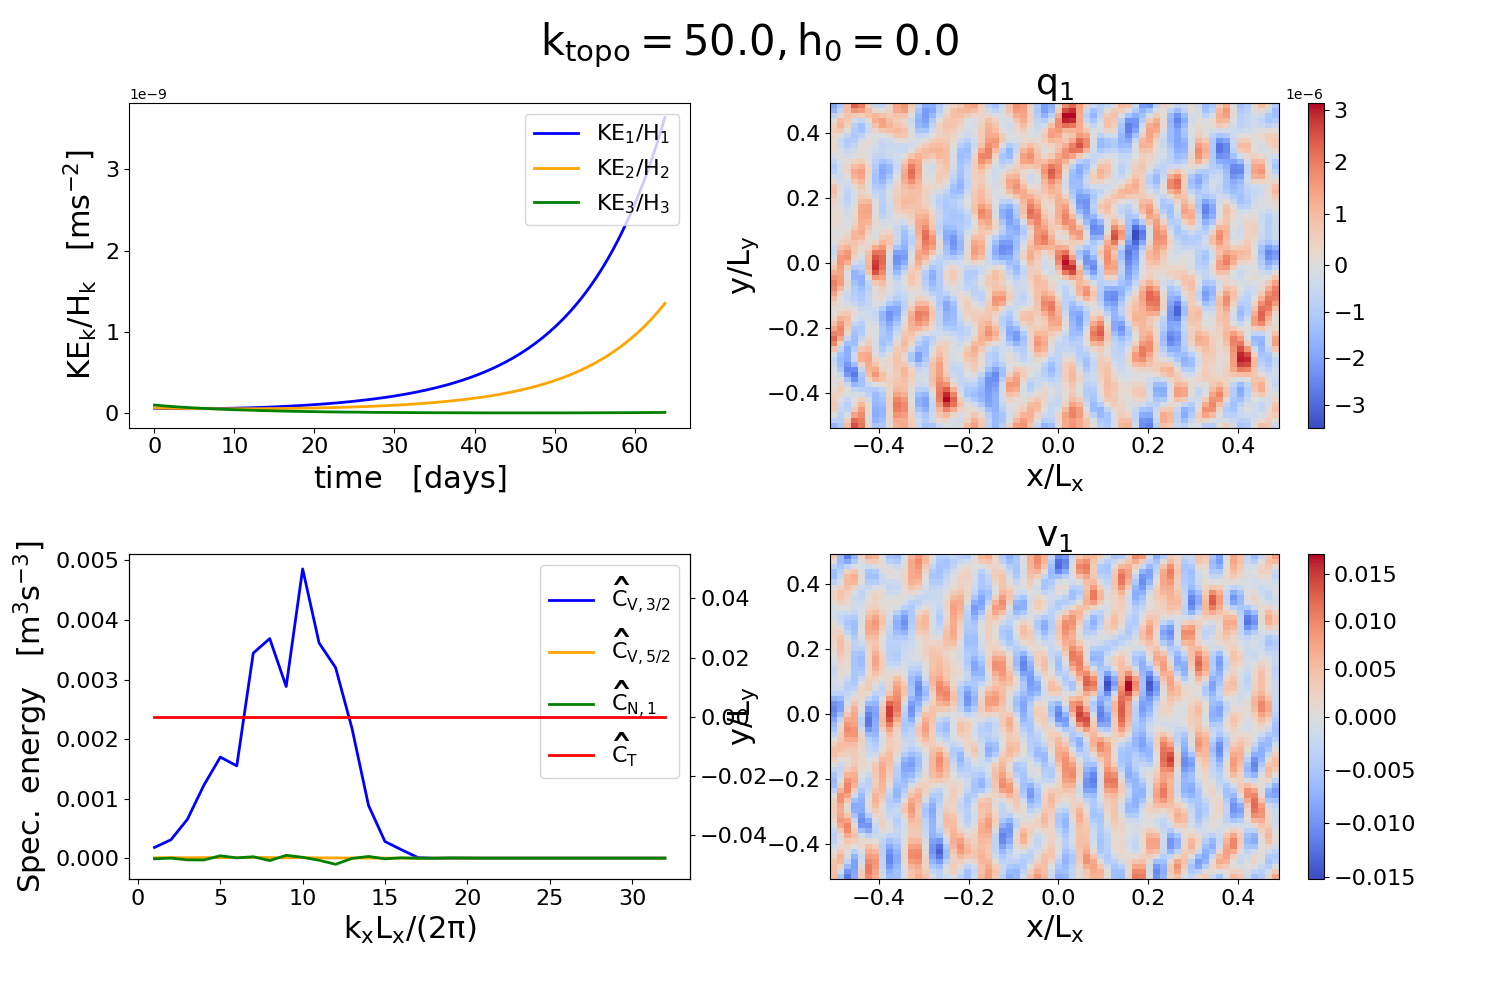 k_topo = 50.0, h_0 = 0.0
1e−9
KE_k/H_k [ms^−2]
3
2
1
0
KE_1/H_1
KE_2/H_2
KE_3/H_3
0 10 20 30 40 50 60
time [days]
q_1
1e−6
y/L_y
0.4
0.2
0.0
−0.2
−0.4
−0.4 −0.2 0.0 0.2 0.4
x/L_x
3
2
1
0
−1
−2
−3
Spec. energy [m^3s^−3]
0.005
0.004
0.003
0.002
0.001
0.000
Ĉ_V,3/2
Ĉ_V,5/2
Ĉ_N,1
Ĉ_T
0.04
0.02
0.00
−0.02
−0.04
0 5 10 15 20 25 30
k_xL_x/(2π)
v_1
y/L_y
0.4
0.2
0.0
−0.2
−0.4
−0.4 −0.2 0.0 0.2 0.4
x/L_x
0.015
0.010
0.005
0.000
−0.005
−0.010
−0.015